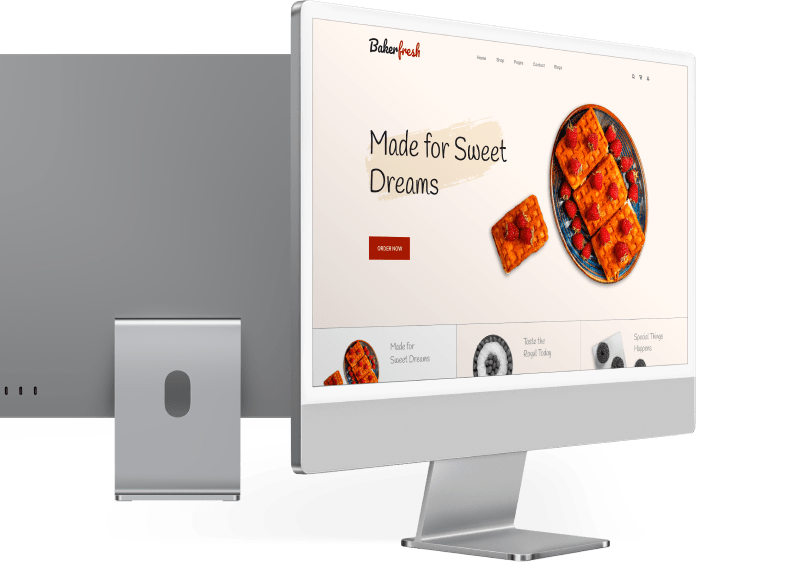 Bakerfresh
Home Shop Pages Contact Blogs
Made for Sweet
Dreams
ORDER NOW
Made for
Sweet Dreams
Taste the
Royal Today
Special Things
Happens